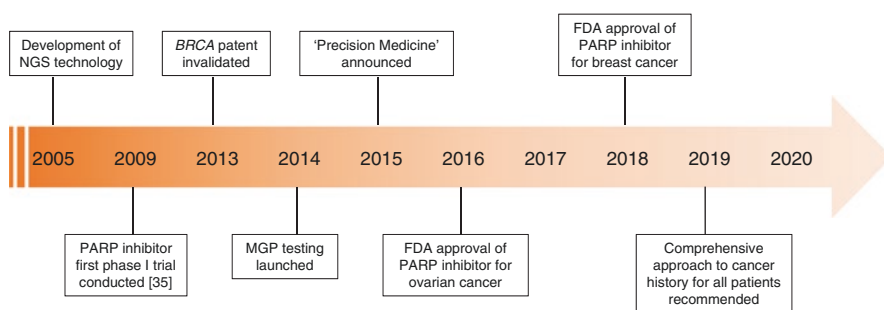 Development of
NGS technology
BRCA patent
invalidated
‘Precision Medicine’
announced
FDA approval of
PARP inhibitor
for breast cancer
2005 2009 2013 2014 2015 2016 2017 2018 2019 2020
PARP inhibitor
first phase I trial
conducted [35]
MGP testing
launched
FDA approval of
PARP inhibitor for
ovarian cancer
Comprehensive
approach to cancer
history for all patients
recommended